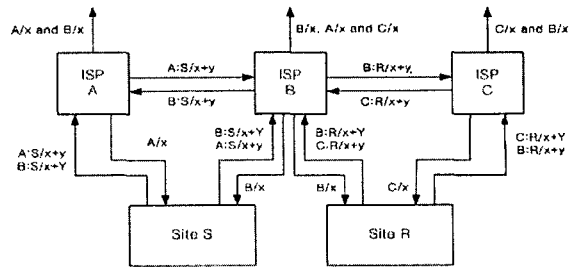 A/x and B/x
B/x, A/x and C/x
C/x and B/x
ISP
A
A:S/x+y
B:S/x+y
ISP
B
B:R/x+y
C:R/x+y
ISP
C
A:S/x+y
B:S/x+Y
A/x
B:S/x+Y
A:S/x+y
B/x
B/x
B:R/x+Y
C:R/x+y
C/x
C:R/x+Y
B:R/x+y
Site S
Site R